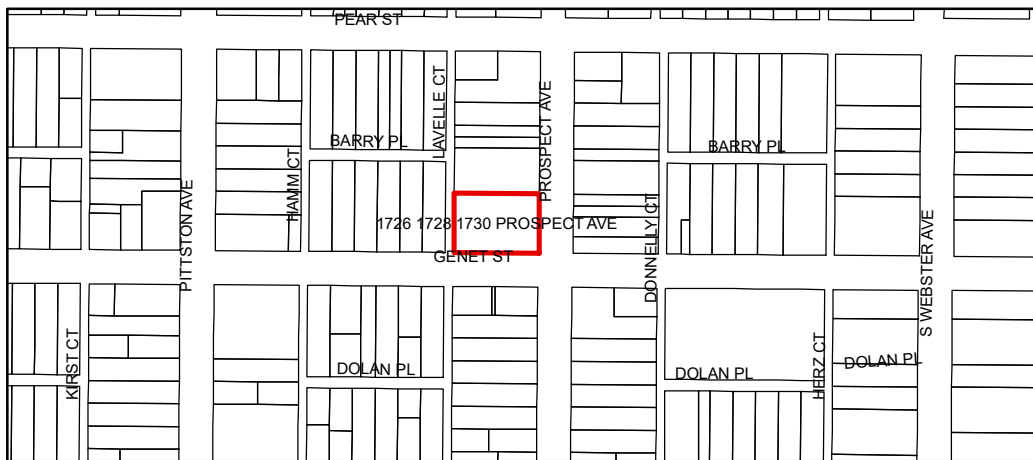 PEAR ST
LAVELLE CT
PROSPECT AVE
BARRY PL
BARRY PL
HAMM CT
PITTSTON AVE
1726 1728 1730 PROSPECT AVE
DONNELLY CT
S WEBSTER AVE
GENET ST
KIRST CT
DOLAN PL
DOLAN PL
HERZ CT
DOLAN PL